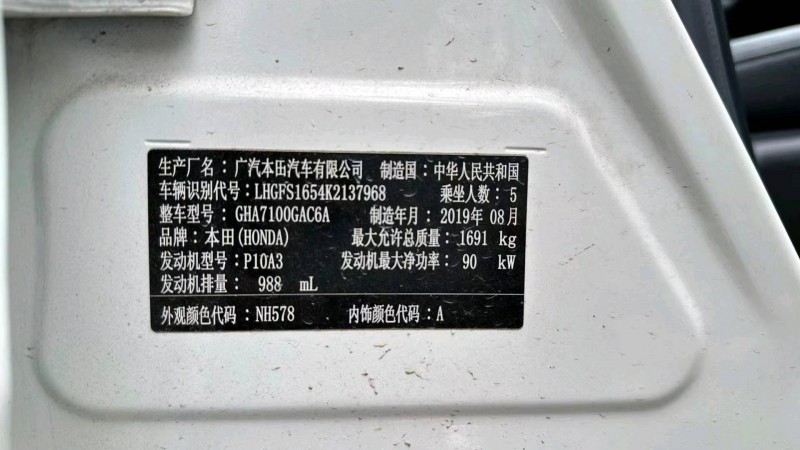 生产厂名：广汽本田汽车有限公司 制造国：中华人民共和国
车辆识别代号：LHGFS1654K2137968 乘坐人数：5
整车型号：GHA7100GAC6A 制造年月：2019年 08月
品牌：本田(HONDA) 最大允许总质量：1691 kg
发动机型号：P10A3 发动机最大净功率：90 kW
发动机排量：988 mL
外观颜色代码：NH578 内饰颜色代码：A